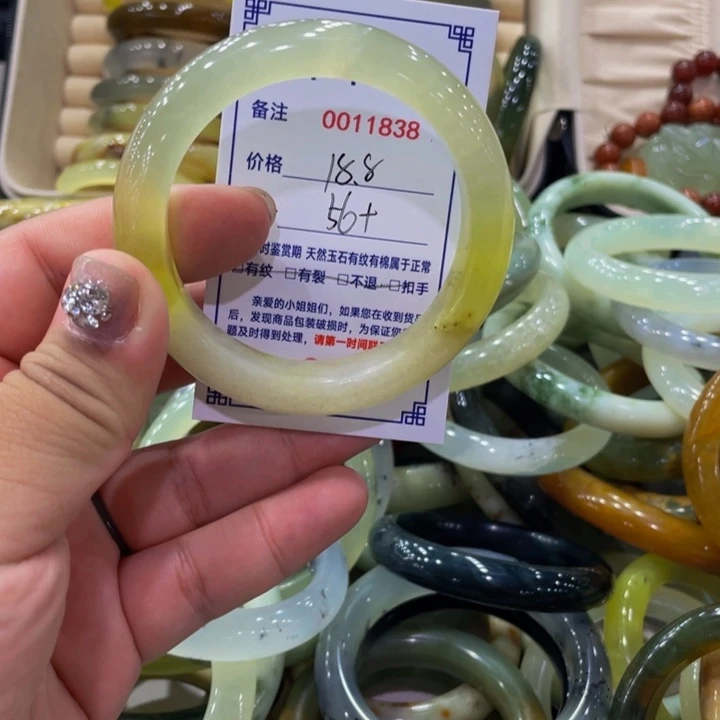 备注 0011838
价格 18.8
56+
时鉴赏期 天然玉石有纹有棉属于正常
□有纹 □有裂 □不退 □扣手
亲爱的小姐姐们，如果您在收到货
后，发现商品包装破损时，为保证您
题及时得到处理，请第一时间联